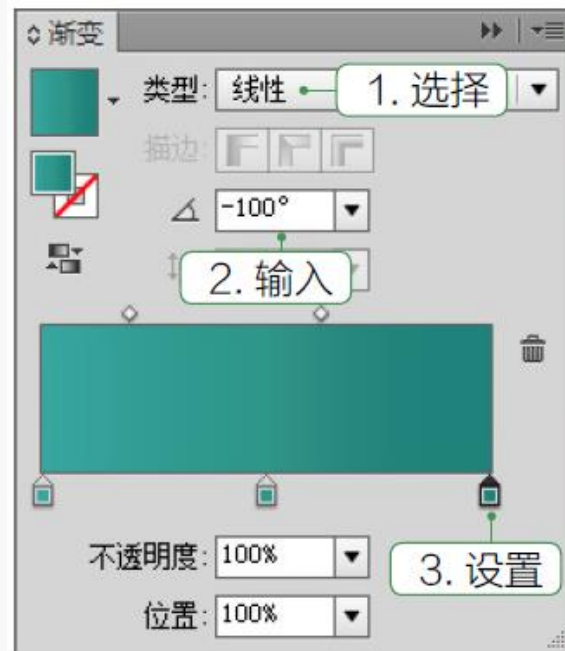 渐变
类型: 线性 1. 选择
描边:
-100°
2. 输入
不透明度: 100%
3. 设置
位置: 100%